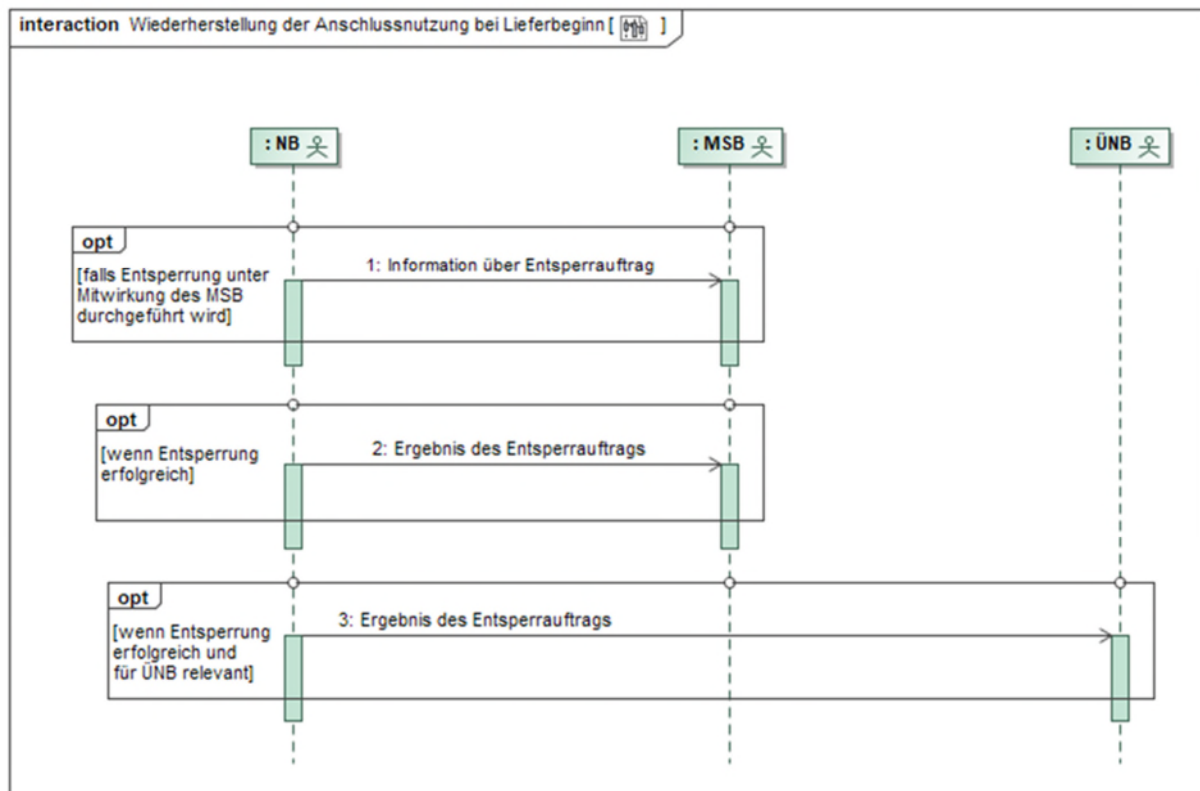 interaction Wiederherstellung der Anschlussnutzung bei Lieferbeginn [ ]
: NB
: MSB
: ÜNB
opt
[falls Entsperrung unter
Mitwirkung des MSB
durchgeführt wird]
1: Information über Entsperrauftrag
opt
[wenn Entsperrung
erfolgreich]
2: Ergebnis des Entsperrauftrags
opt
[wenn Entsperrung
erfolgreich und
für ÜNB relevant]
3: Ergebnis des Entsperrauftrags